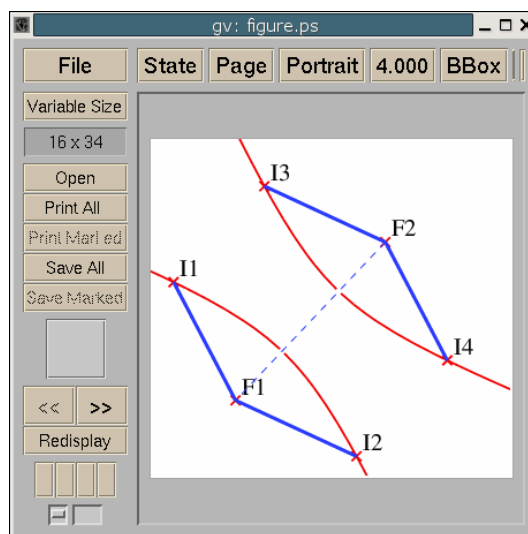 gv: figure.ps
File State Page Portrait 4.000 BBox
Variable Size
16 x 34
Open
Print All
Print Marked
Save All
Save Marked
<< >>
Redisplay
I3
F2
I1
I4
F1
I2